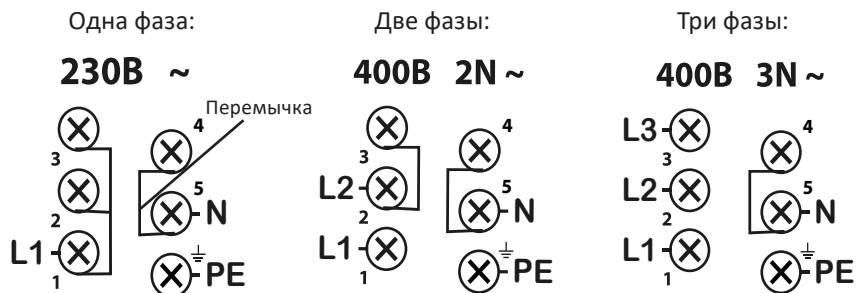 Одна фаза:
230В ~
Перемычка
3
4
2
5
N
L1
1
PE
Две фазы:
400В 2N ~
3
4
L2
2
5
N
L1
1
PE
Три фазы:
400В 3N ~
L3
3
4
L2
2
5
N
L1
1
PE